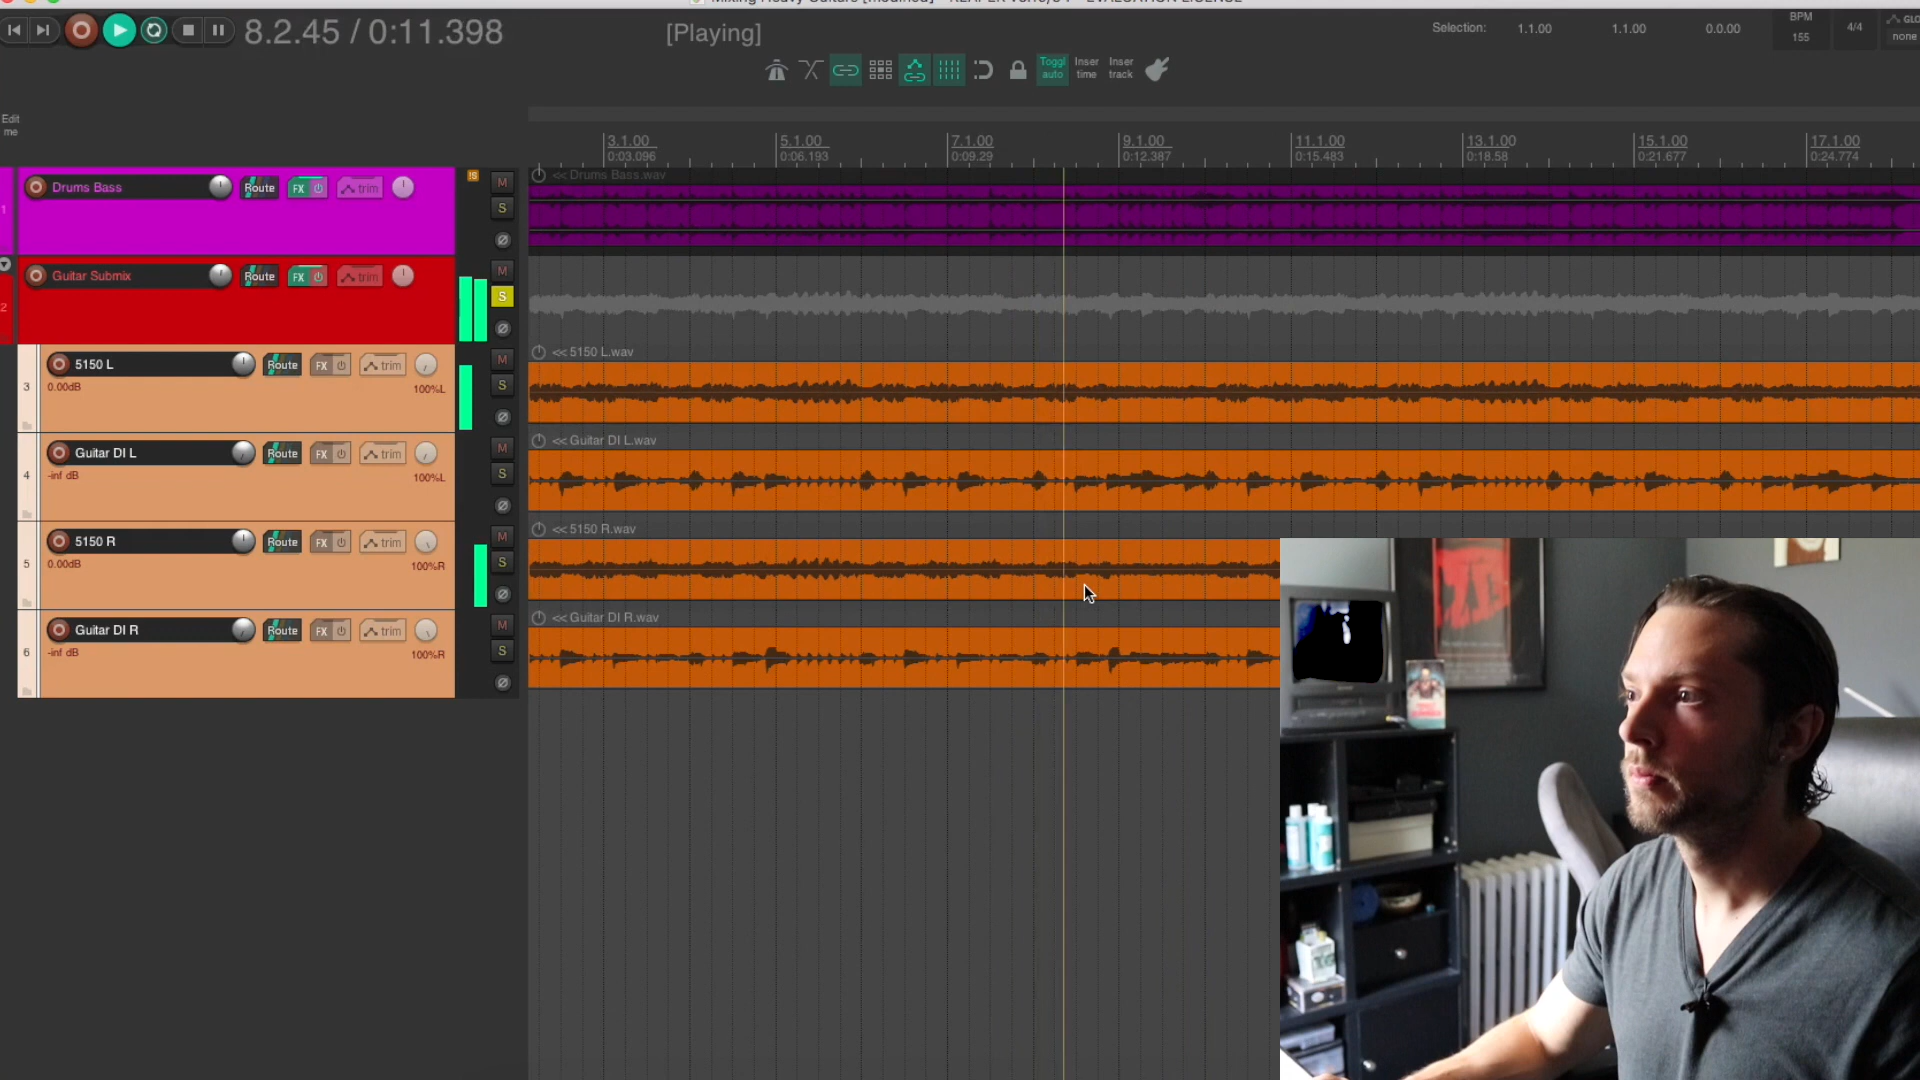 8.2.45 / 0:11.398
[Playing]
Selection: 1.1.00 1.1.00 0.0.00
BPM
155
4/4
GLO
none
Toggl
auto
Inser
time
Inser
track
Edit
me
3.1.00 5.1.00 7.1.00 9.1.00 11.1.00 13.1.00 15.1.00 17.1.00
0:03.096 0:06.193 0:09.29 0:12.387 0:15.483 0:18.58 0:21.677 0:24.774
1 Drums Bass Route FX trim M
S
<< Drums Bass.wav
2 Guitar Submix Route FX trim M
S
3 5150 L Route FX trim M
0.00dB 100%L S
<< 5150 L.wav
4 Guitar DI L Route FX trim M
-inf dB 100%L S
<< Guitar DI L.wav
5 5150 R Route FX trim M
0.00dB 100%R S
<< 5150 R.wav
6 Guitar DI R Route FX trim M
-inf dB 100%R S
<< Guitar DI R.wav